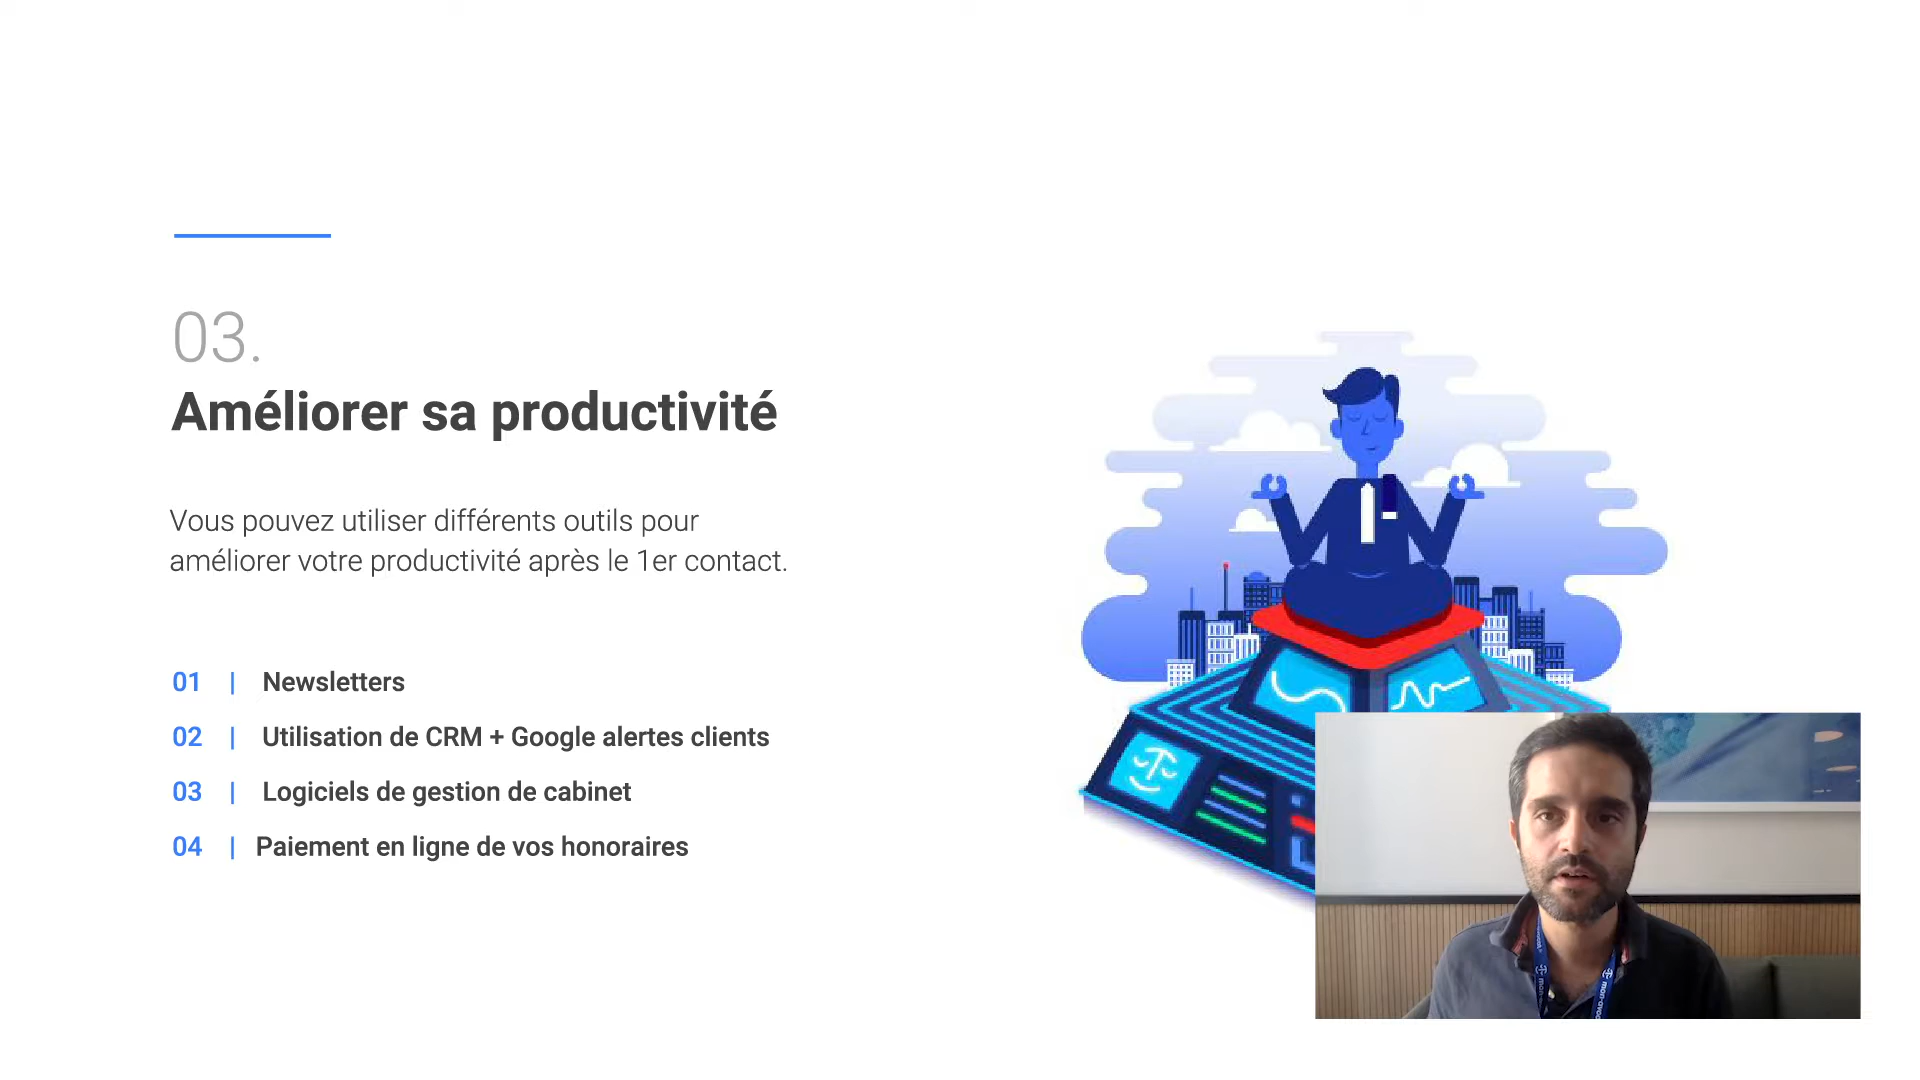 03.
Améliorer sa productivité
Vous pouvez utiliser différents outils pour
améliorer votre productivité après le 1er contact.
01 | Newsletters
02 | Utilisation de CRM + Google alertes clients
03 | Logiciels de gestion de cabinet
04 | Paiement en ligne de vos honoraires